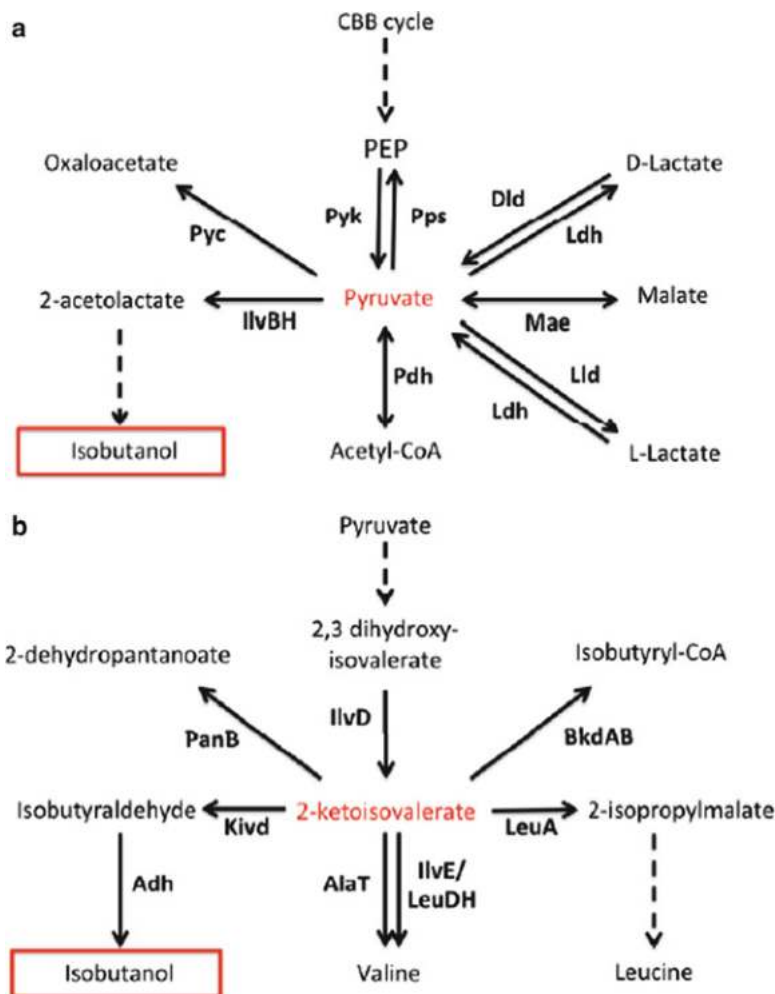 a
CBB cycle
PEP
Oxaloacetate
D-Lactate
Pyk
Pps
Dld
Ldh
Pyc
2-acetolactate
Pyruvate
Malate
IlvBH
Mae
Pdh
Lld
Ldh
Isobutanol
Acetyl-CoA
L-Lactate
b
Pyruvate
2,3 dihydroxy-
isovalerate
2-dehydropantanoate
Isobutyryl-CoA
IlvD
PanB
BkdAB
Isobutyraldehyde
2-ketoisovalerate
2-isopropylmalate
Kivd
LeuA
Adh
AlaT
IlvE/
LeuDH
Isobutanol
Valine
Leucine